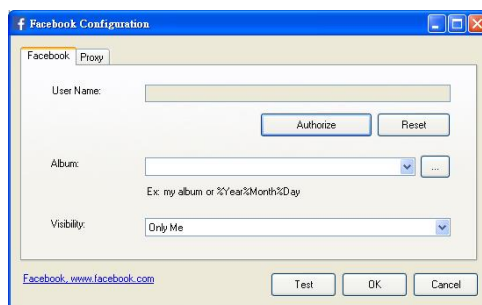 Facebook Configuration
Facebook Proxy
User Name:
Authorize Reset
Album: ...
Ex: my album or %Year%Month%Day
Visibility: Only Me
Facebook, www.facebook.com Test OK Cancel